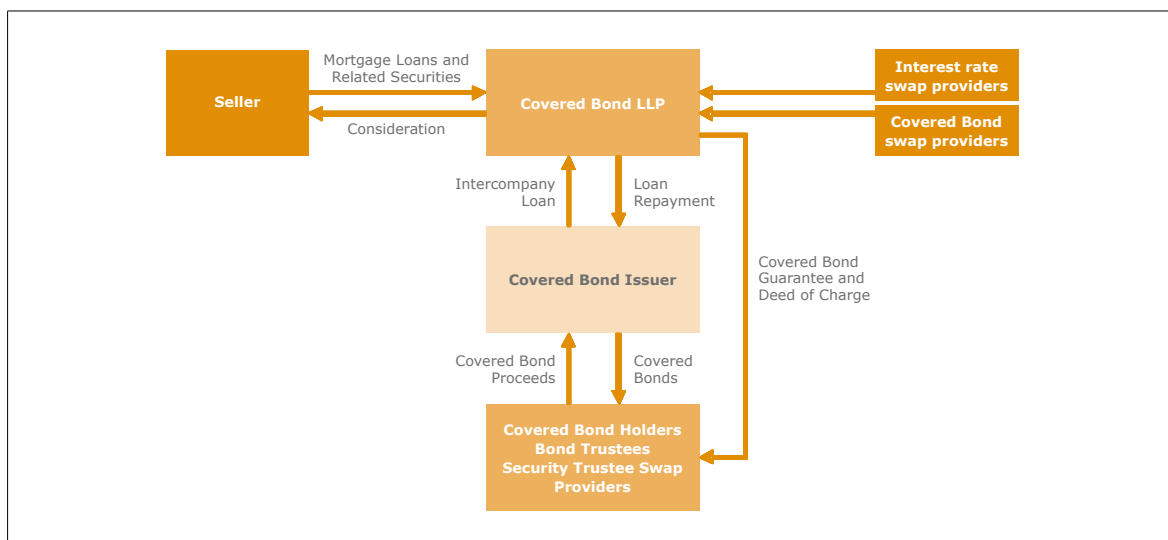 Mortgage Loans and
Related Securities
Seller
Consideration
Covered Bond LLP
Interest rate
swap providers
Covered Bond
swap providers
Intercompany
Loan
Loan
Repayment
Covered Bond Issuer
Covered Bond
Guarantee and
Deed of Charge
Covered Bond
Proceeds
Covered
Bonds
Covered Bond Holders
Bond Trustees
Security Trustee Swap
Providers